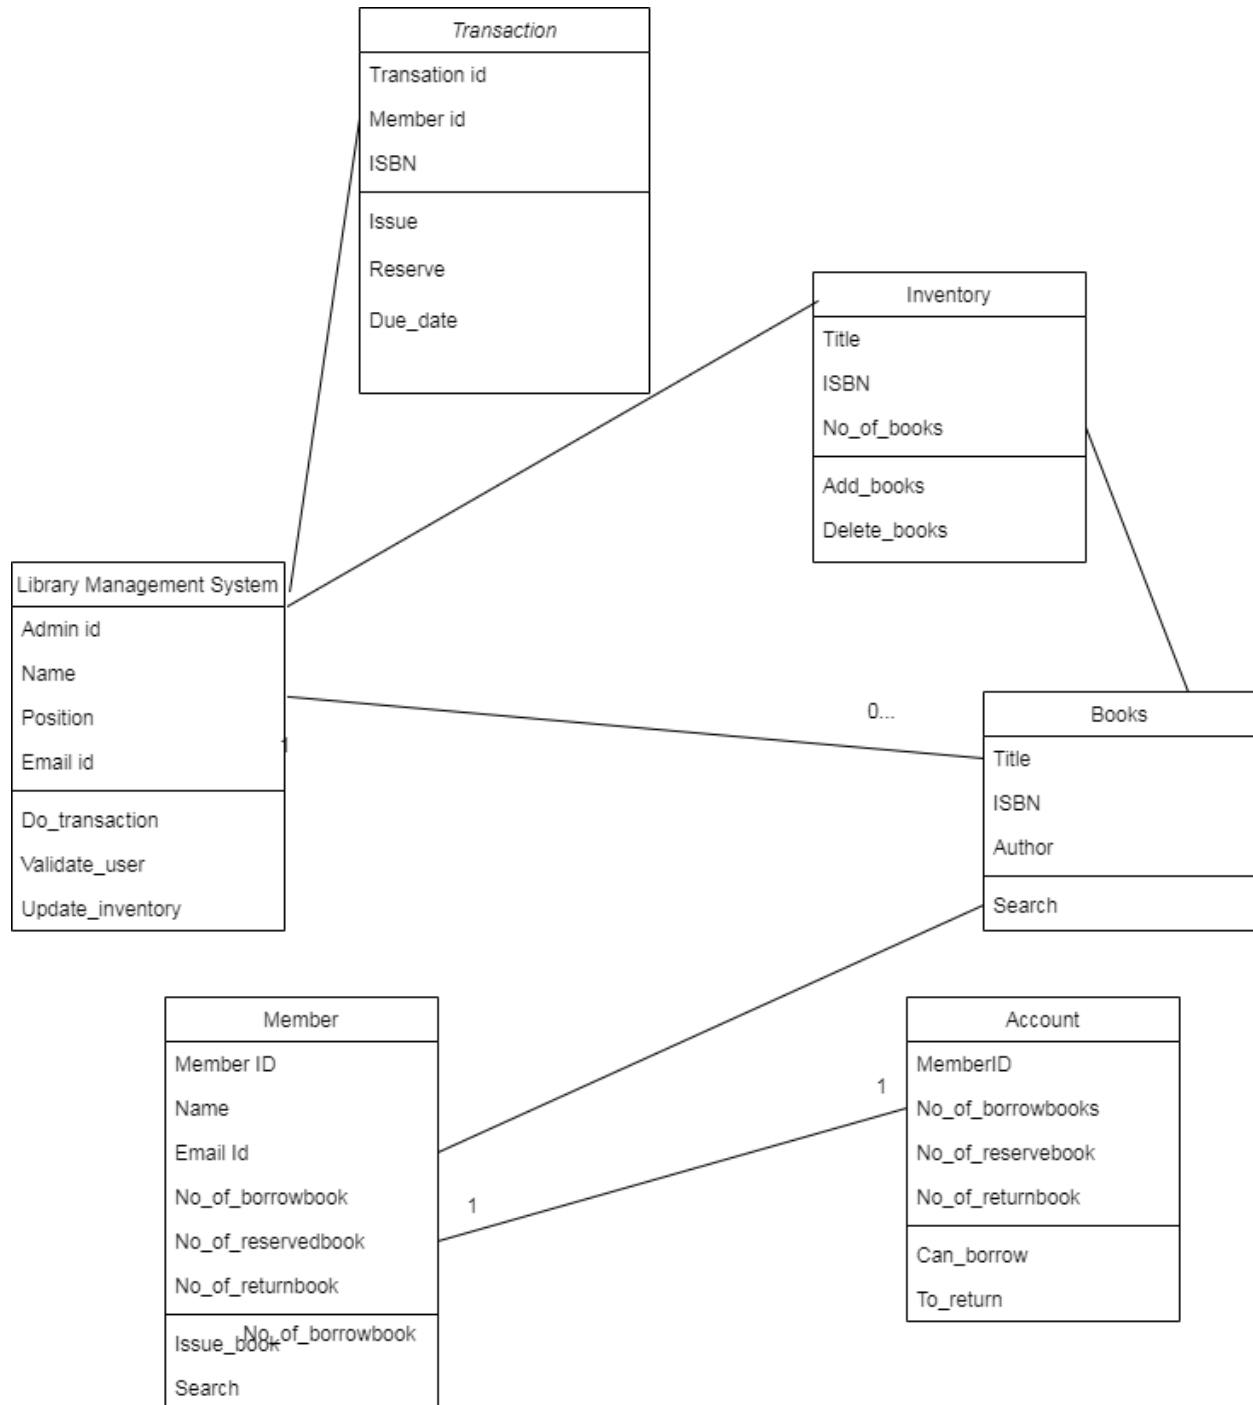 Transaction
Transation id
Member id
ISBN
Issue
Reserve
Due_date
Inventory
Title
ISBN
No_of_books
Add_books
Delete_books
Library Management System
Admin id
Name
Position
Email id
1
Do_transaction
Validate_user
Update_inventory
0...
Books
Title
ISBN
Author
Search
Member
Member ID
Name
Email Id
No_of_borrowbook
No_of_reservedbook
No_of_returnbook
Issue_book
No_of_borrowbook
Search
1
1
Account
MemberID
No_of_borrowbooks
No_of_reservebook
No_of_returnbook
Can_borrow
To_return